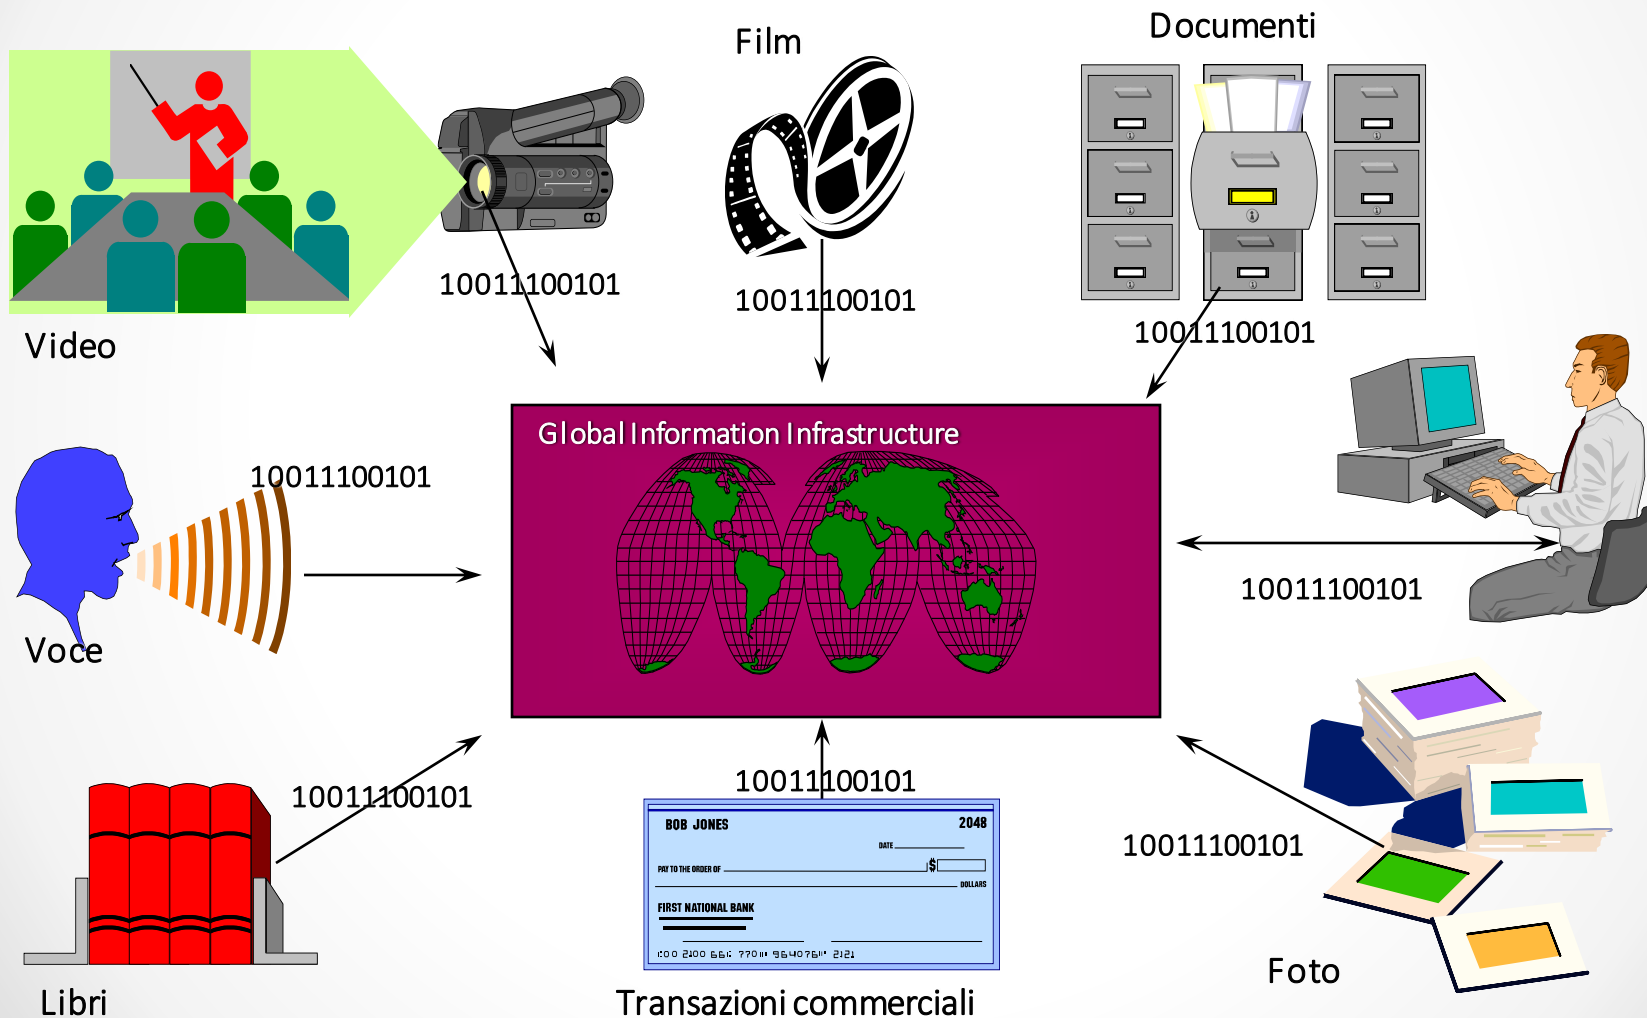 Film
Documenti
10011100101
10011100101
10011100101
Video
Global Information Infrastructure
10011100101
10011100101
Voce
10011100101
10011100101
BOB JONES
2048
DATE
PAY TO THE ORDER OF
$
DOLLARS
FIRST NATIONAL BANK
10011100101
Foto
Libri
Transazioni commerciali